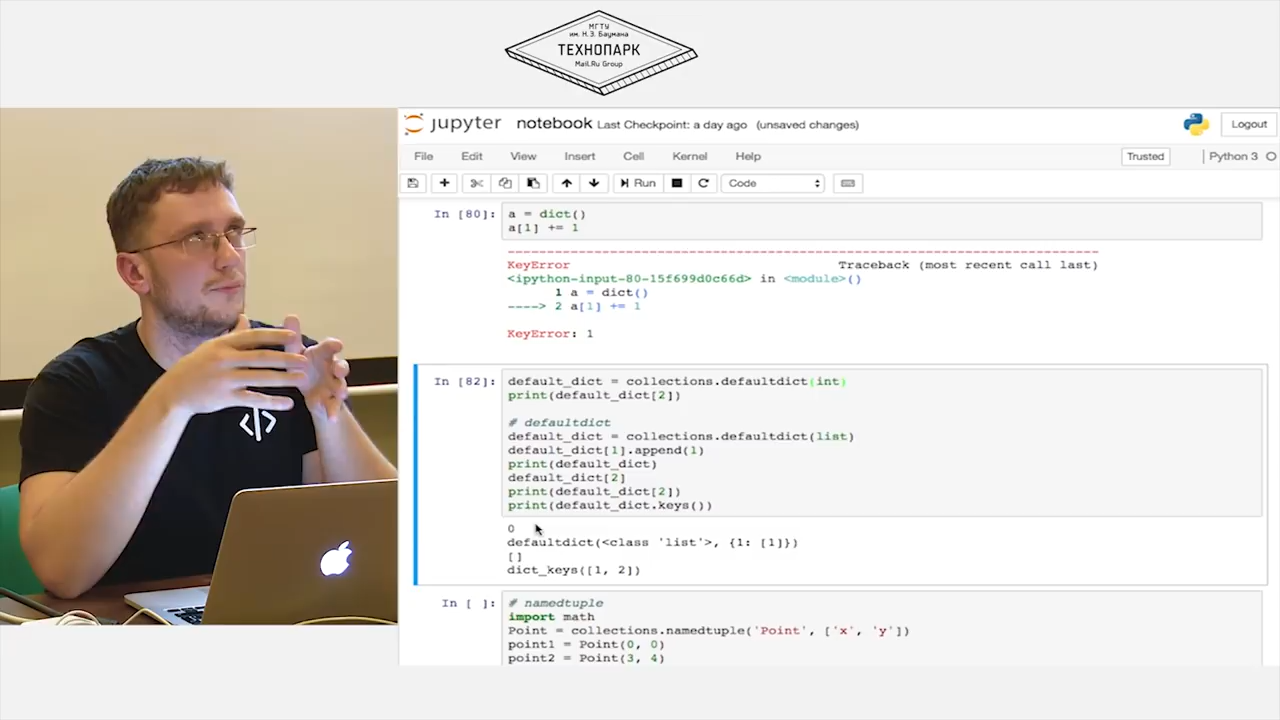 МГТУ
им. Н.Э. Баумана
ТЕХНОПАРК
Mail.Ru Group
jupyter notebook Last Checkpoint: a day ago (unsaved changes) Logout
File Edit View Insert Cell Kernel Help Trusted Python 3
Run Code
In [80]: a = dict()
a[1] += 1
KeyError Traceback (most recent call last)
<ipython-input-80-15f699d0c66d> in <module>()
1 a = dict()
----> 2 a[1] += 1
KeyError: 1
In [82]: default_dict = collections.defaultdict(int)
print(default_dict[2])
# defaultdict
default_dict = collections.defaultdict(list)
default_dict[1].append(1)
print(default_dict)
default_dict[2]
print(default_dict[2])
print(default_dict.keys())
0
defaultdict(<class 'list'>, {1: [1]})
[]
dict_keys([1, 2])
In [ ]: # namedtuple
import math
Point = collections.namedtuple('Point', ['x', 'y'])
point1 = Point(0, 0)
point2 = Point(3, 4)